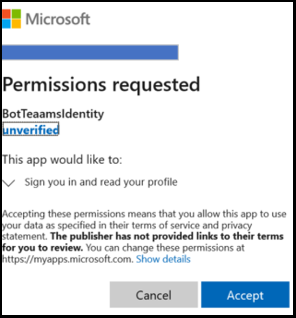 Microsoft
Permissions requested
BotTeaamsIdentity
unverified
This app would like to:
Sign you in and read your profile
Accepting these permissions means that you allow this app to use
your data as specified in their terms of service and privacy
statement. The publisher has not provided links to their terms
for you to review. You can change these permissions at
https://myapps.microsoft.com. Show details
Cancel
Accept